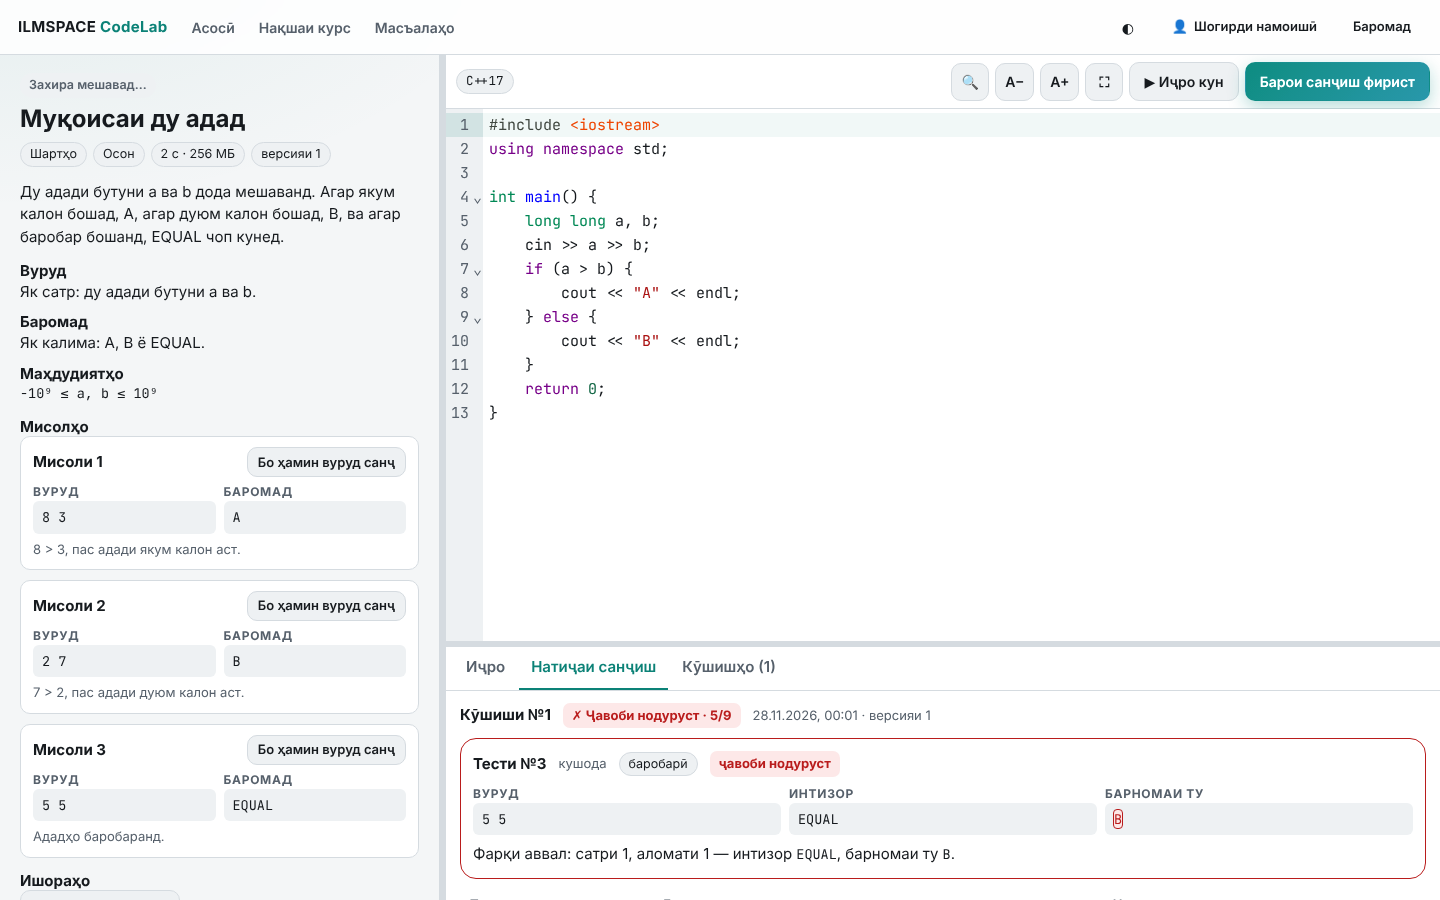 ILMSPACE CodeLab Асосӣ Нақшаи курс Масъалаҳо ◐ 👤 Шогирди намоишӣ Баромад
Захира мешавад…
Муқоисаи ду адад
Шартҳо Осон 2 с · 256 МБ версияи 1
Ду адади бутуни a ва b дода мешаванд. Агар якум
калон бошад, A, агар дуюм калон бошад, B, ва агар
баробар бошанд, EQUAL чоп кунед.
Вуруд
Як сатр: ду адади бутуни a ва b.
Баромад
Як калима: A, B ё EQUAL.
Маҳдудиятҳо
-10⁹ ≤ a, b ≤ 10⁹
Мисолҳо
Мисоли 1 Бо ҳамин вуруд санҷ
ВУРУД БАРОМАД
8 3 A
8 > 3, пас адади якум калон аст.
Мисоли 2 Бо ҳамин вуруд санҷ
ВУРУД БАРОМАД
2 7 B
7 > 2, пас адади дуюм калон аст.
Мисоли 3 Бо ҳамин вуруд санҷ
ВУРУД БАРОМАД
5 5 EQUAL
Ададҳо баробаранд.
Ишораҳо
C++17 🔍 A− A+ ⛶ ▶ Иҷро кун Барои санҷиш фирист
1 #include <iostream>
2 using namespace std;
3
4 int main() {
5 long long a, b;
6 cin >> a >> b;
7 if (a > b) {
8 cout << "A" << endl;
9 } else {
10 cout << "B" << endl;
11 }
12 return 0;
13 }
Иҷро Натиҷаи санҷиш Кӯшишҳо (1)
Кӯшиши №1 ✗ Ҷавоби нодуруст · 5/9 28.11.2026, 00:01 · версияи 1
Тести №3 кушода баробарӣ ҷавоби нодуруст
ВУРУД ИНТИЗОР БАРНОМАИ ТУ
5 5 EQUAL B
Фарқи аввал: сатри 1, аломати 1 — интизор EQUAL, барномаи ту B.